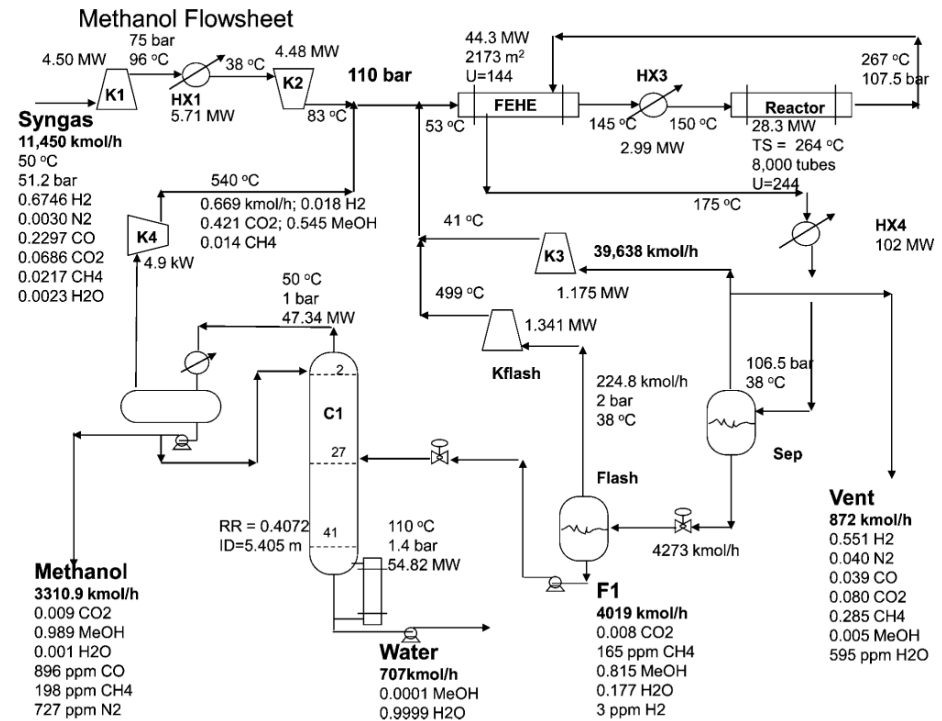 Methanol Flowsheet
75 bar
96 °C
4.50 MW
38 °C
4.48 MW
K1
HX1
5.71 MW
K2
83 °C
110 bar
44.3 MW
2173 m²
U=144
FEHE
53 °C
145 °C
HX3
2.99 MW
150 °C
Reactor
267 °C
107.5 bar
28.3 MW
TS = 264 °C
8,000 tubes
U=244
Syngas
11,450 kmol/h
50 °C
51.2 bar
0.6746 H2
0.0030 N2
0.2297 CO
0.0686 CO2
0.0217 CH4
0.0023 H2O
540 °C
0.669 kmol/h; 0.018 H2
0.421 CO2; 0.545 MeOH
0.014 CH4
K4
4.9 kW
175 °C
HX4
102 MW
41 °C
K3
39,638 kmol/h
1.175 MW
499 °C
1.341 MW
Kflash
50 °C
1 bar
47.34 MW
2
C1
27
41
224.8 kmol/h
2 bar
38 °C
106.5 bar
38 °C
Sep
Flash
4273 kmol/h
RR = 0.4072
ID=5.405 m
110 °C
1.4 bar
54.82 MW
Vent
872 kmol/h
0.551 H2
0.040 N2
0.039 CO
0.080 CO2
0.285 CH4
0.005 MeOH
595 ppm H2O
Methanol
3310.9 kmol/h
0.009 CO2
0.989 MeOH
0.001 H2O
896 ppm CO
198 ppm CH4
727 ppm N2
F1
4019 kmol/h
0.008 CO2
165 ppm CH4
0.815 MeOH
0.177 H2O
3 ppm H2
Water
707kmol/h
0.0001 MeOH
0.9999 H2O